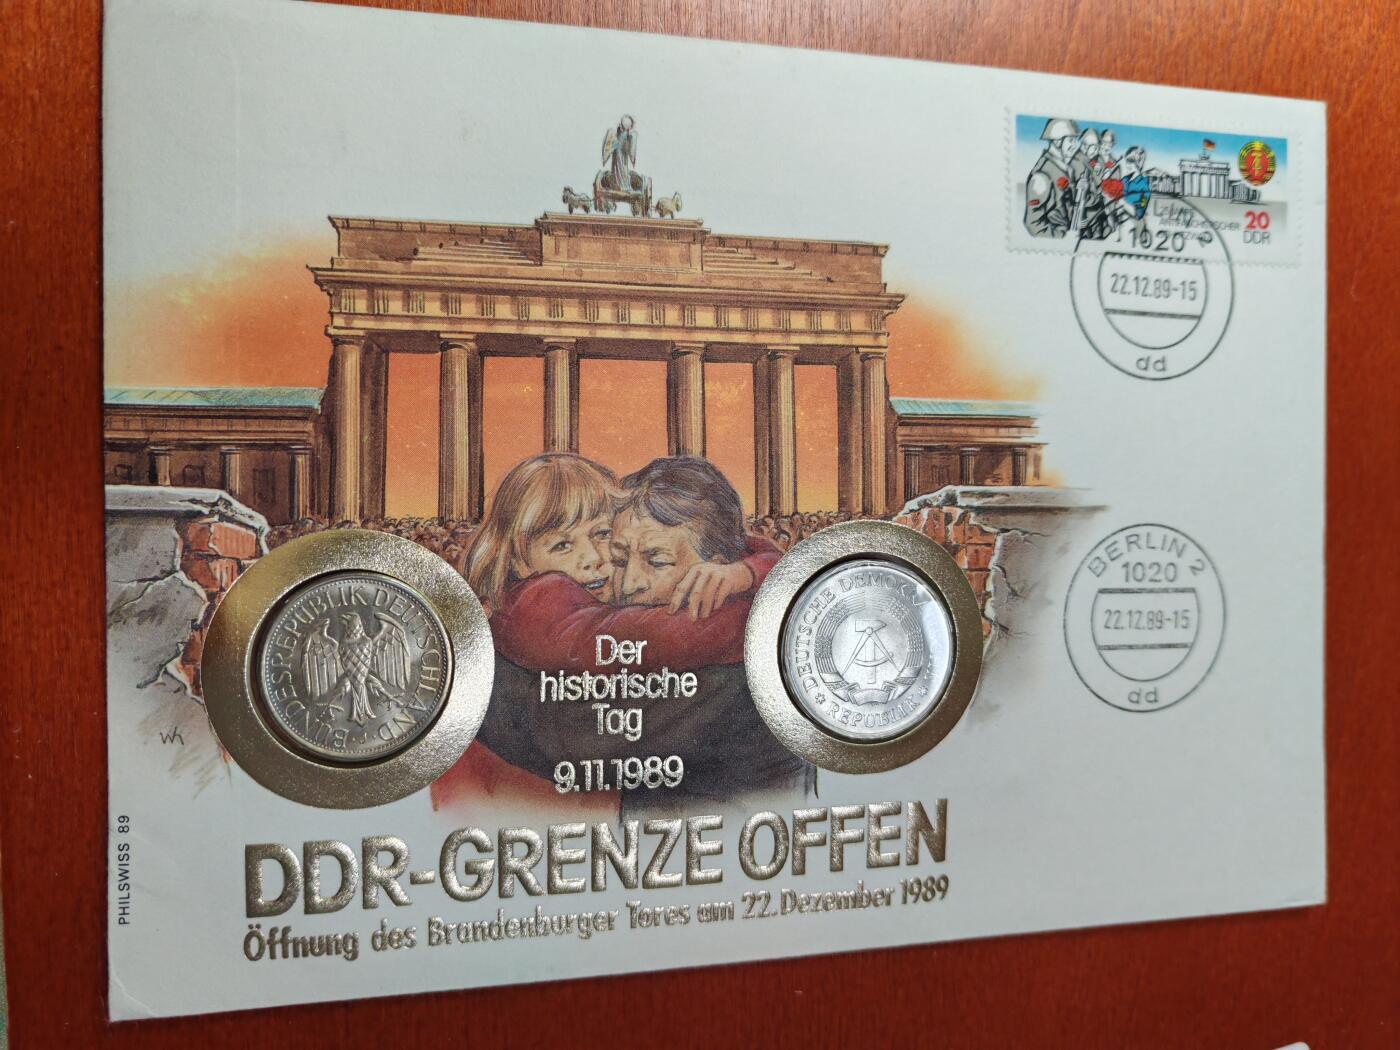 20
DDR
1020
22.12.89-15
dd
BERLIN 2
1020
22.12.89-15
dd
BUNDESREPUBLIK DEUTSCHLAND
J
DEUTSCHE DEMOK
REPUBLIK
Der
historische
Tag
9.11.1989
wh
PHILSWISS 89
DDR-GRENZE OFFEN
Öffnung des Brandenburger Tores am 22. Dezember 1989